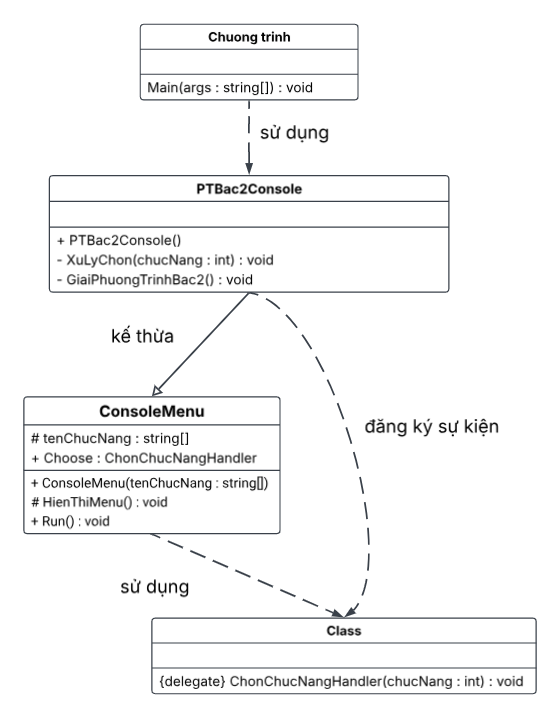 Chuong trinh
Main(args : string[]) : void
sử dụng
PTBac2Console
+ PTBac2Console()
- XuLyChon(chucNang : int) : void
- GiaiPhuongTrinhBac2() : void
kế thừa
ConsoleMenu
# tenChucNang : string[]
+ Choose : ChonChucNangHandler
+ ConsoleMenu(tenChucNang : string[])
# HienThiMenu() : void
+ Run() : void
đăng ký sự kiện
sử dụng
Class
{delegate} ChonChucNangHandler(chucNang : int) : void